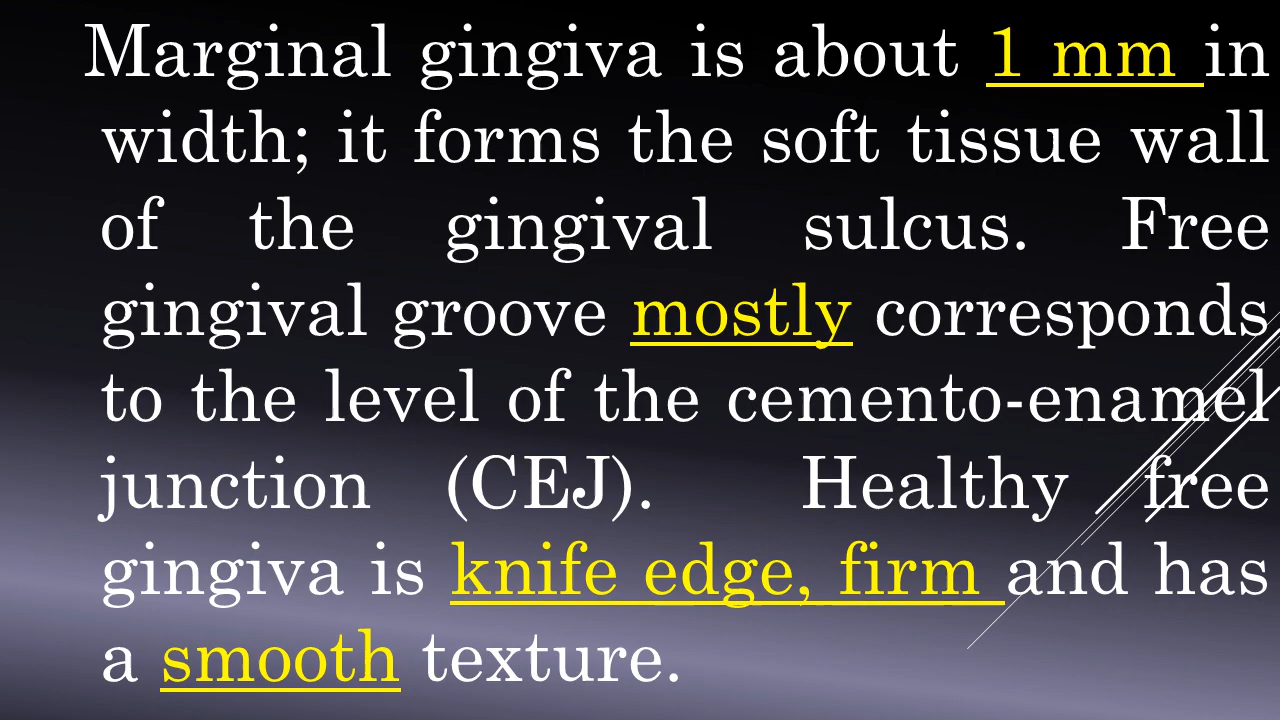 Marginal gingiva is about 1 mm in
width; it forms the soft tissue wall
of the gingival sulcus. Free
gingival groove mostly corresponds
to the level of the cemento-enamel
junction (CEJ). Healthy free
gingiva is knife edge, firm and has
a smooth texture.